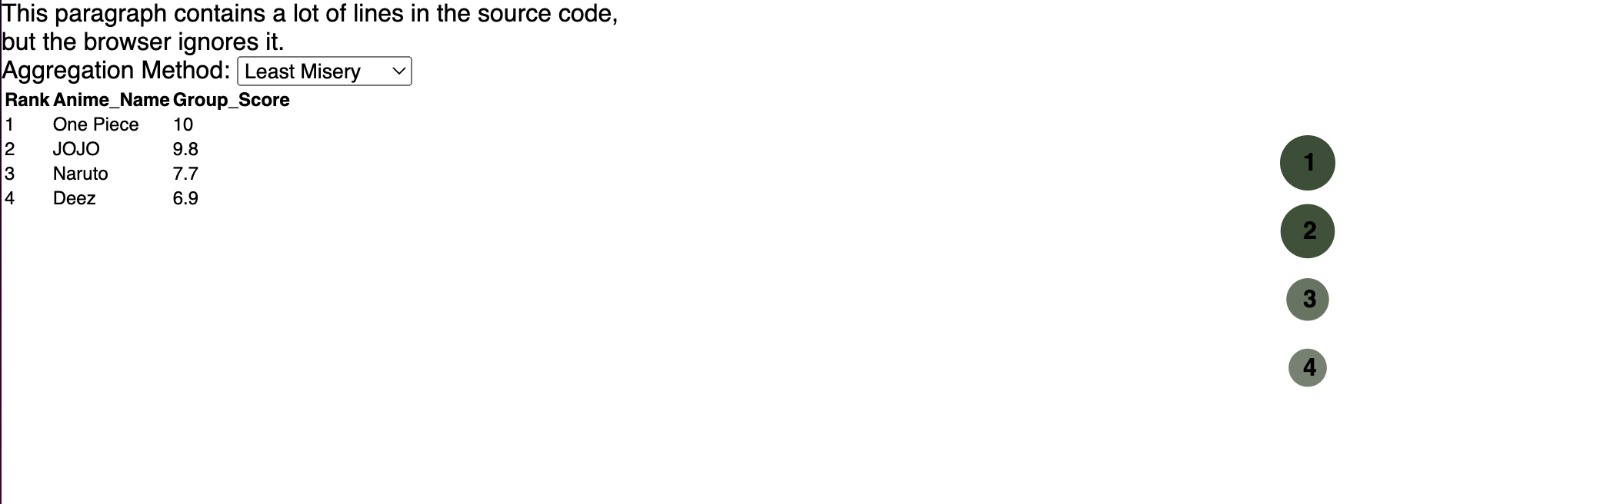 This paragraph contains a lot of lines in the source code,
but the browser ignores it.
Aggregation Method: Least Misery
Rank Anime_Name Group_Score
1 One Piece 10
2 JOJO 9.8
3 Naruto 7.7
4 Deez 6.9
1
2
3
4